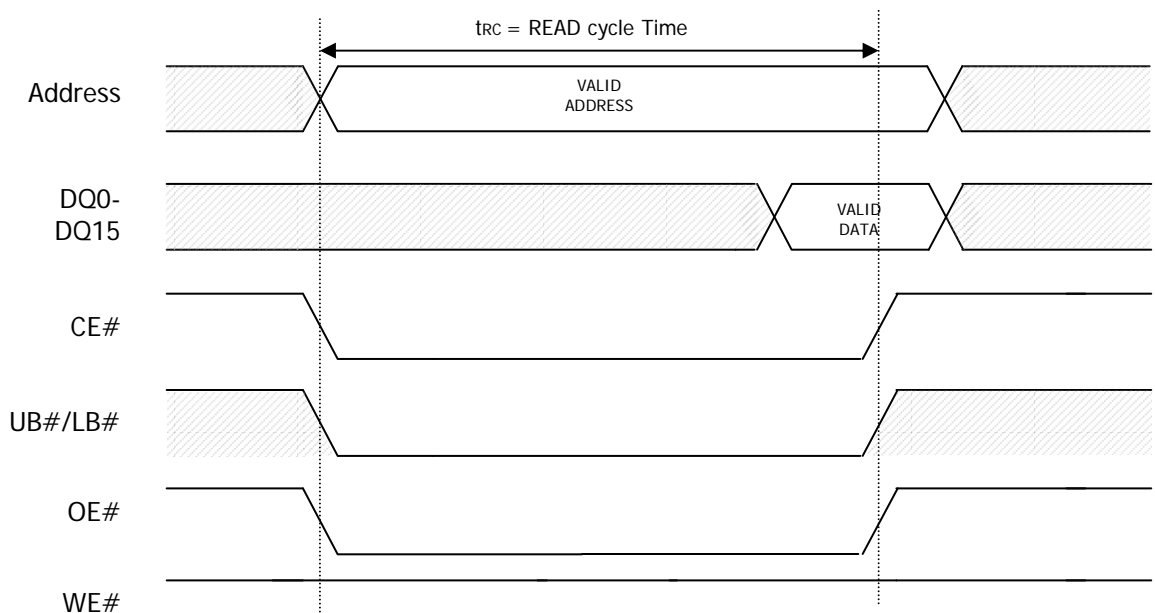 tRC = READ cycle Time
Address
VALID
ADDRESS
DQ0-
DQ15
VALID
DATA
CE#
UB#/LB#
OE#
WE#